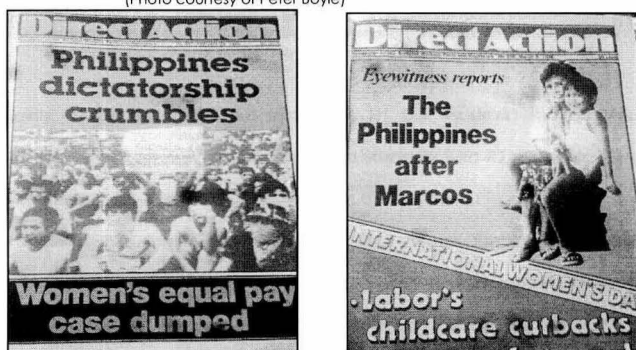 (Photo courtesy of Peter Boyle)
Direct Action
Philippines
dictatorship
crumbles
Women's equal pay
case dumped
Direct Action
Eyewitness reports
The
Philippines
after
Marcos
INTERNATIONAL WOMEN'S DA
·Labor's
childcare cutbacks